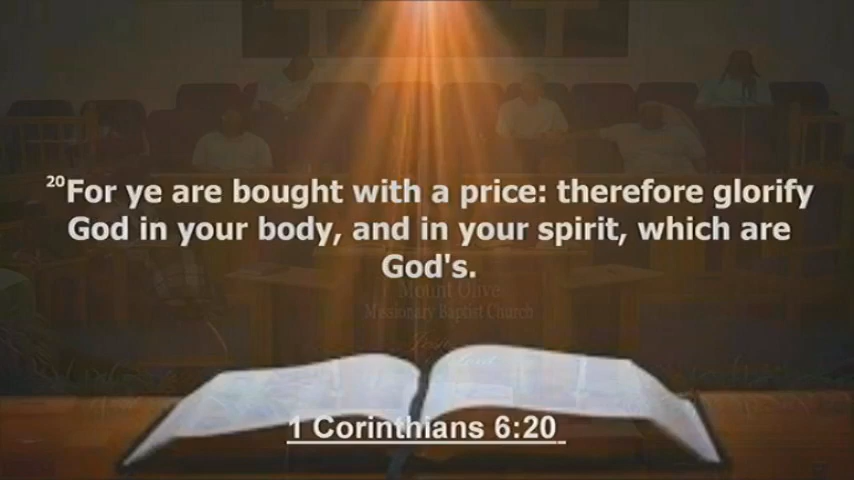 20For ye are bought with a price: therefore glorify
God in your body, and in your spirit, which are
God's.
Mount Olive
Missionary Baptist Church
1 Corinthians 6:20